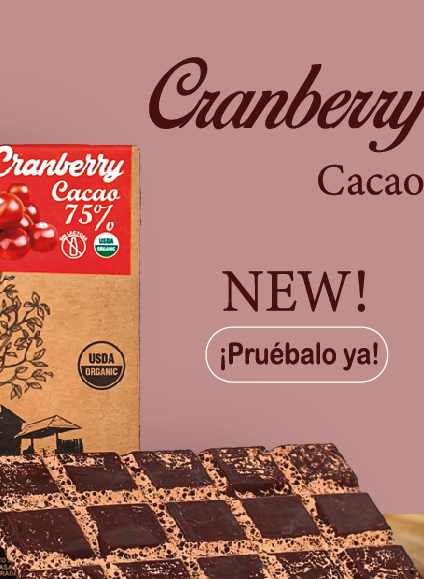 Cranberry
Cacao
Cranberry
Cacao
75%
USDA
ORGANIC
NEW!
¡Pruébalo ya!
USDA
ORGANIC